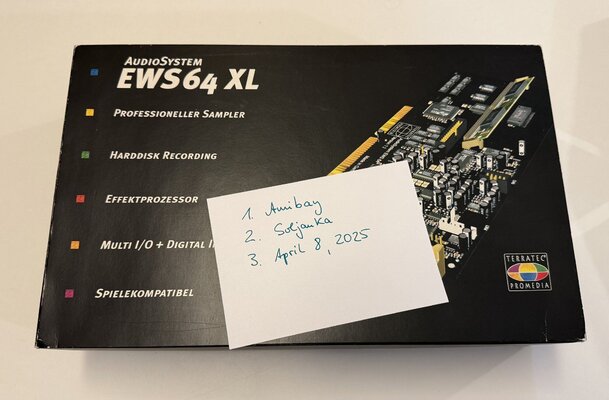 AudioSystem
EWS64 XL
Professioneller Sampler
Harddisk Recording
Effektprozessor
Multi I/O + Digital
Spielekompatibel
1. Amibay
2. Soljanka
3. April 8, 2025
TERRATEC
PROMEDIA